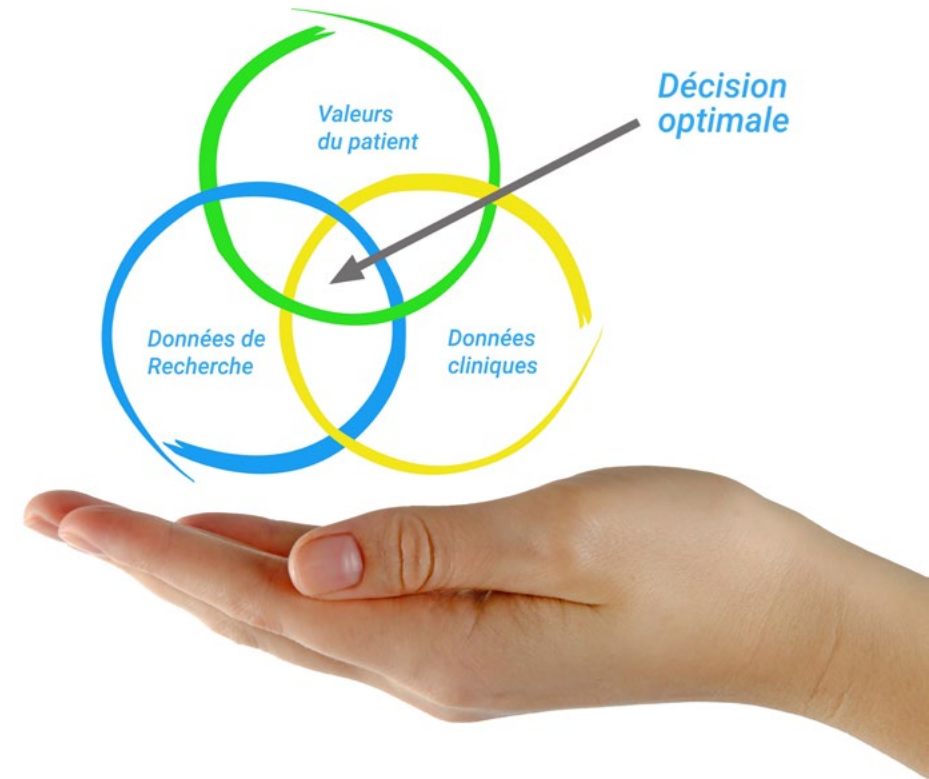 Valeurs
du patient
Décision
optimale
Données de
Recherche
Données
cliniques